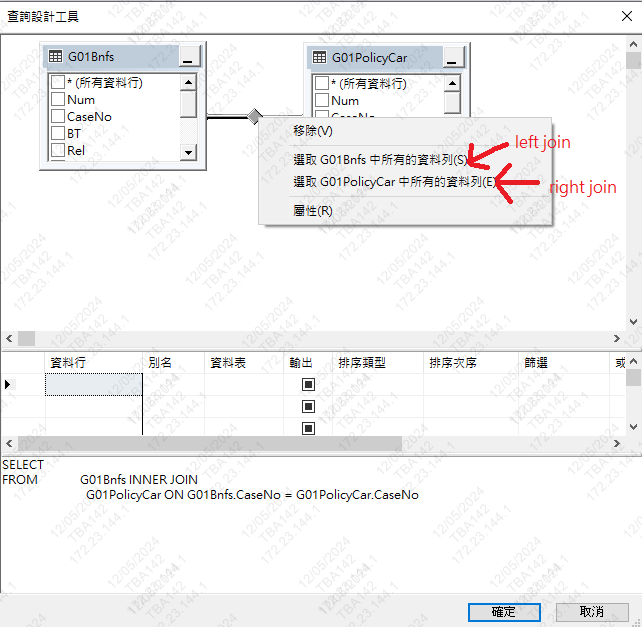 查詢設計工具
G01Bnfs
* (所有資料行)
Num
CaseNo
BT
Rel
G01PolicyCar
* (所有資料行)
Num
CaseNo
移除(V)
選取 G01Bnfs 中所有的資料列(S)
left join
選取 G01PolicyCar 中所有的資料列(E)
right join
屬性(R)
資料行 別名 資料表 輸出 排序類型 排序次序 篩選 或
SELECT
FROM G01Bnfs INNER JOIN
G01PolicyCar ON G01Bnfs.CaseNo = G01PolicyCar.CaseNo
確定 取消
12/05/2024
TBA142
172.23.144.1